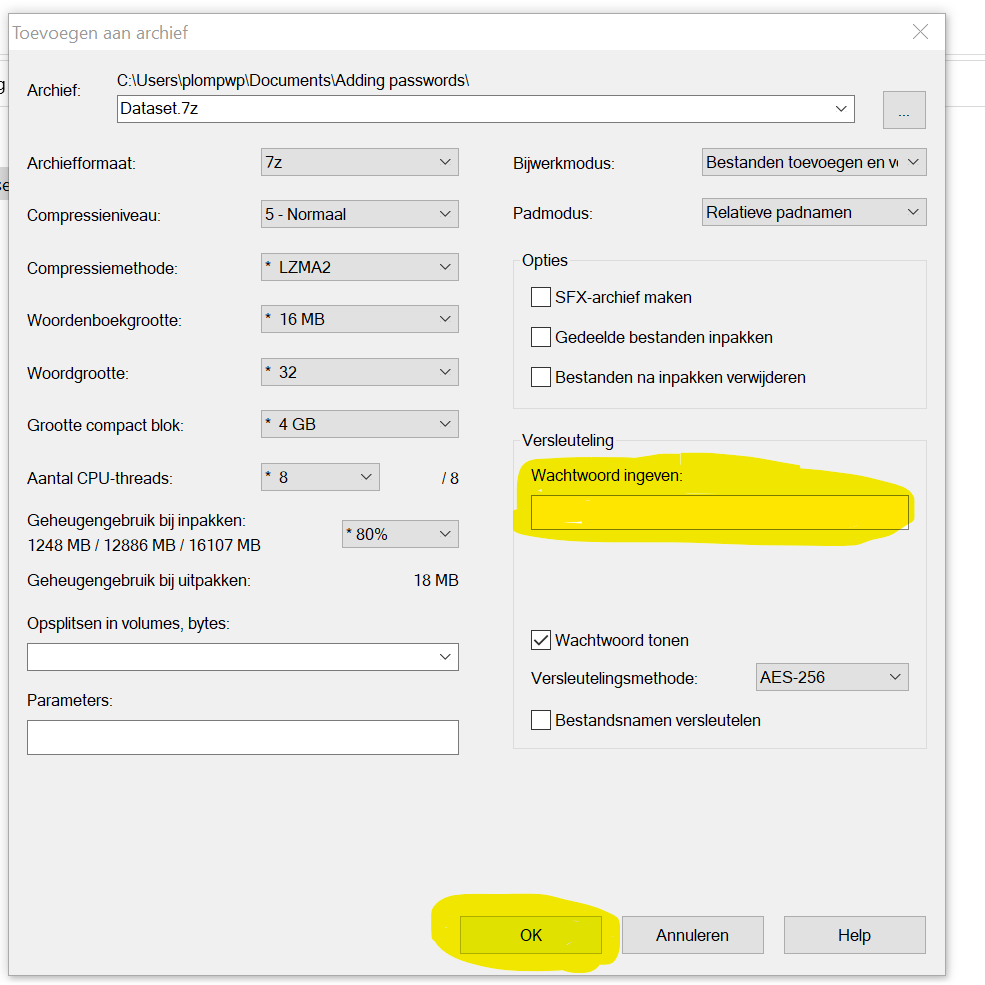 Toevoegen aan archief
Archief:
C:\Users\plompwp\Documents\Adding passwords\
Dataset.7z
...
Archiefformaat:
7z
Compressieniveau:
5 - Normaal
Compressiemethode:
* LZMA2
Woordenboekgrootte:
* 16 MB
Woordgrootte:
* 32
Grootte compact blok:
* 4 GB
Aantal CPU-threads:
* 8
/ 8
Geheugengebruik bij inpakken:
1248 MB / 12886 MB / 16107 MB
* 80%
Geheugengebruik bij uitpakken:
18 MB
Opsplitsen in volumes, bytes:
Parameters:
Bijwerkmodus:
Bestanden toevoegen en
Padmodus:
Relatieve padnamen
Opties
SFX-archief maken
Gedeelde bestanden inpakken
Bestanden na inpakken verwijderen
Versleuteling
Wachtwoord ingeven:
Wachtwoord tonen
Versleutelingsmethode:
AES-256
Bestandsnamen versleutelen
OK
Annuleren
Help